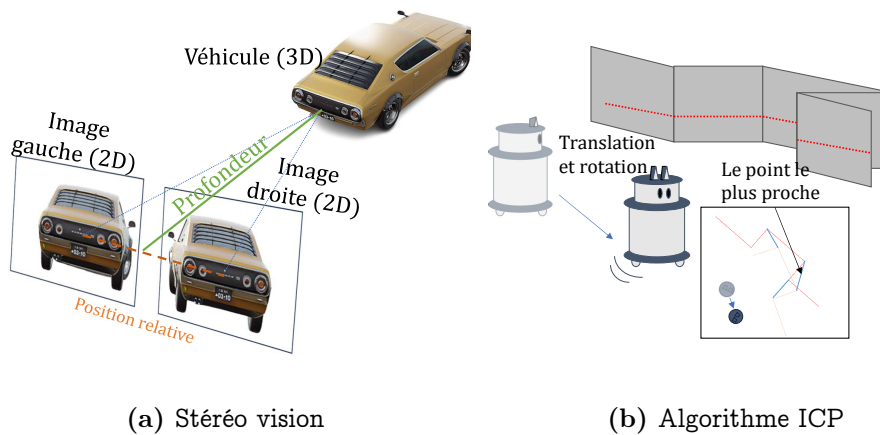 Véhicule (3D)
Image
gauche (2D)
Profondeur
Image
droite (2D)
Position relative
Translation
et rotation
Le point le
plus proche
(a) Stéréo vision
(b) Algorithme ICP